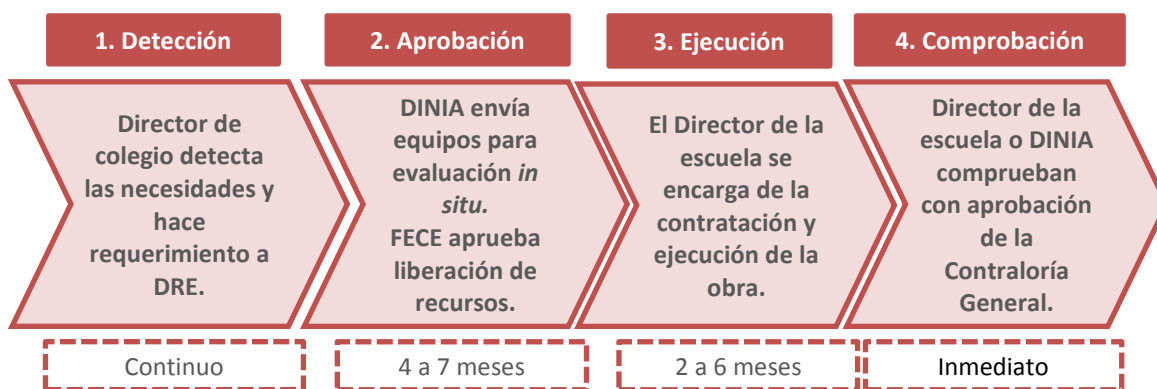 1. Detección
2. Aprobación
3. Ejecución
4. Comprobación
Director de
colegio detecta
las necesidades y
hace
requerimiento a
DRE.
DINIA envía
equipos para
evaluación in
situ.
FECE aprueba
liberación de
recursos.
El Director de la
escuela se
encarga de la
contratación y
ejecución de la
obra.
Director de la
escuela o DINIA
comprueban
con aprobación
de la
Contraloría
General.
Continuo
4 a 7 meses
2 a 6 meses
Inmediato